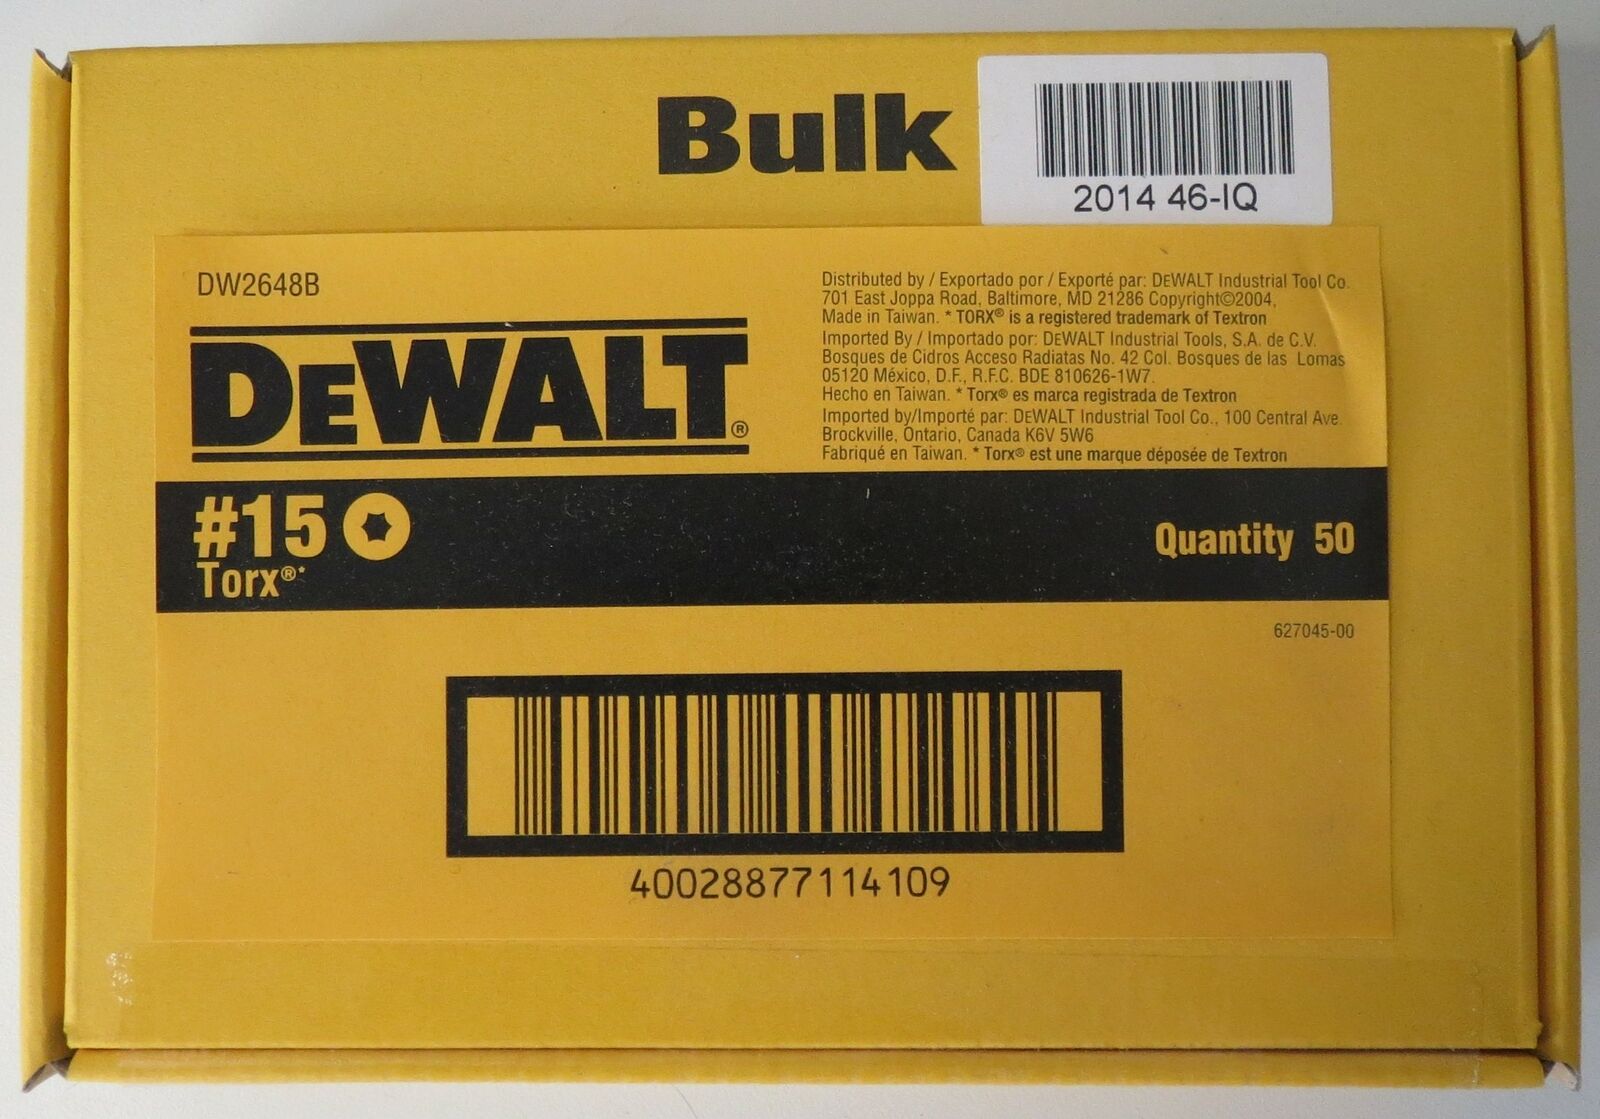 Bulk
2014 46-IQ
DW2648B
DEWALT®
Distributed by / Exportado por / Exporté par: DEWALT Industrial Tool Co.
701 East Joppa Road, Baltimore, MD 21286 Copyright©2004,
Made in Taiwan. * TORX® is a registered trademark of Textron
Imported By / Importado por: DEWALT Industrial Tools, S.A. de C.V.
Bosques de Cidros Acceso Radiatas No. 42 Col. Bosques de las Lomas
05120 México, D.F., R.F.C. BDE 810626-1W7.
Hecho en Taiwan. * Torx® es marca registrada de Textron
Imported by/Importé par: DEWALT Industrial Tool Co., 100 Central Ave.
Brockville, Ontario, Canada K6V 5W6
Fabriqué en Taiwan. * Torx® est une marque déposée de Textron
#15
Torx®*
Quantity 50
627045-00
40028877114109